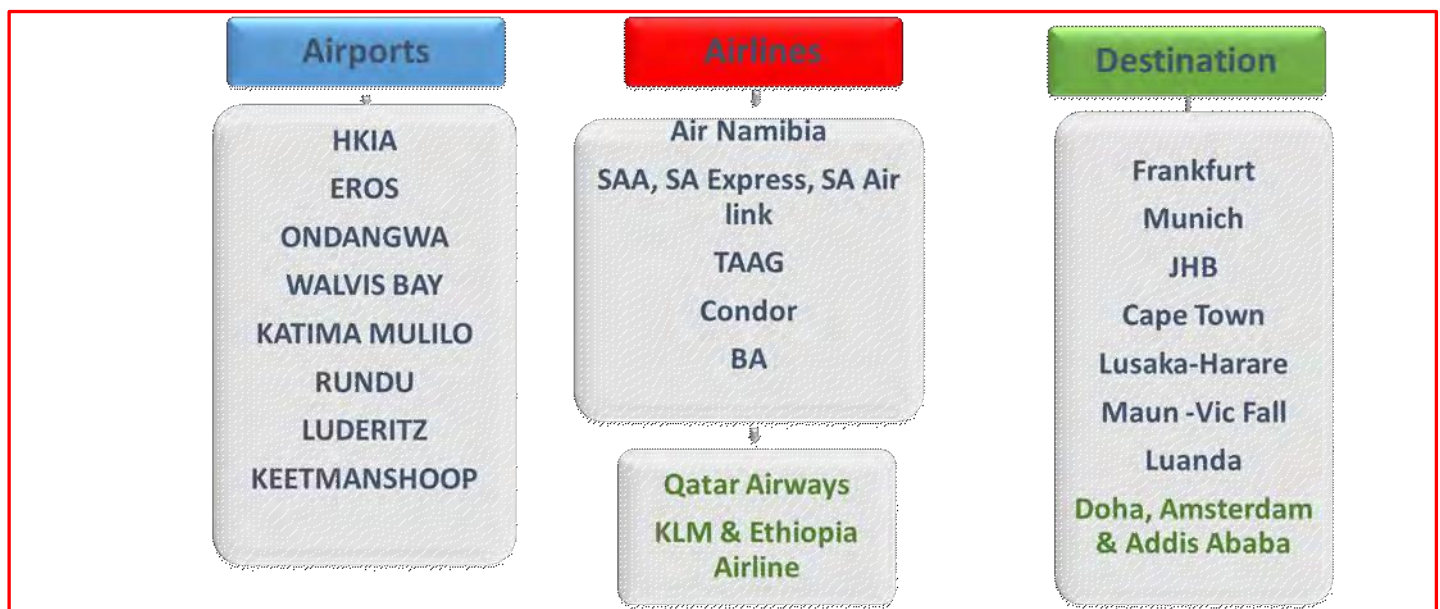 Airports
HKIA
EROS
ONDANGWA
WALVIS BAY
KATIMA MULILO
RUNDU
LUDERITZ
KEETMANSHOOP
Airlines
Air Namibia
SAA, SA Express, SA Air
link
TAAG
Condor
BA
Qatar Airways
KLM & Ethiopia
Airline
Destination
Frankfurt
Munich
JHB
Cape Town
Lusaka-Harare
Maun -Vic Fall
Luanda
Doha, Amsterdam
& Addis Ababa